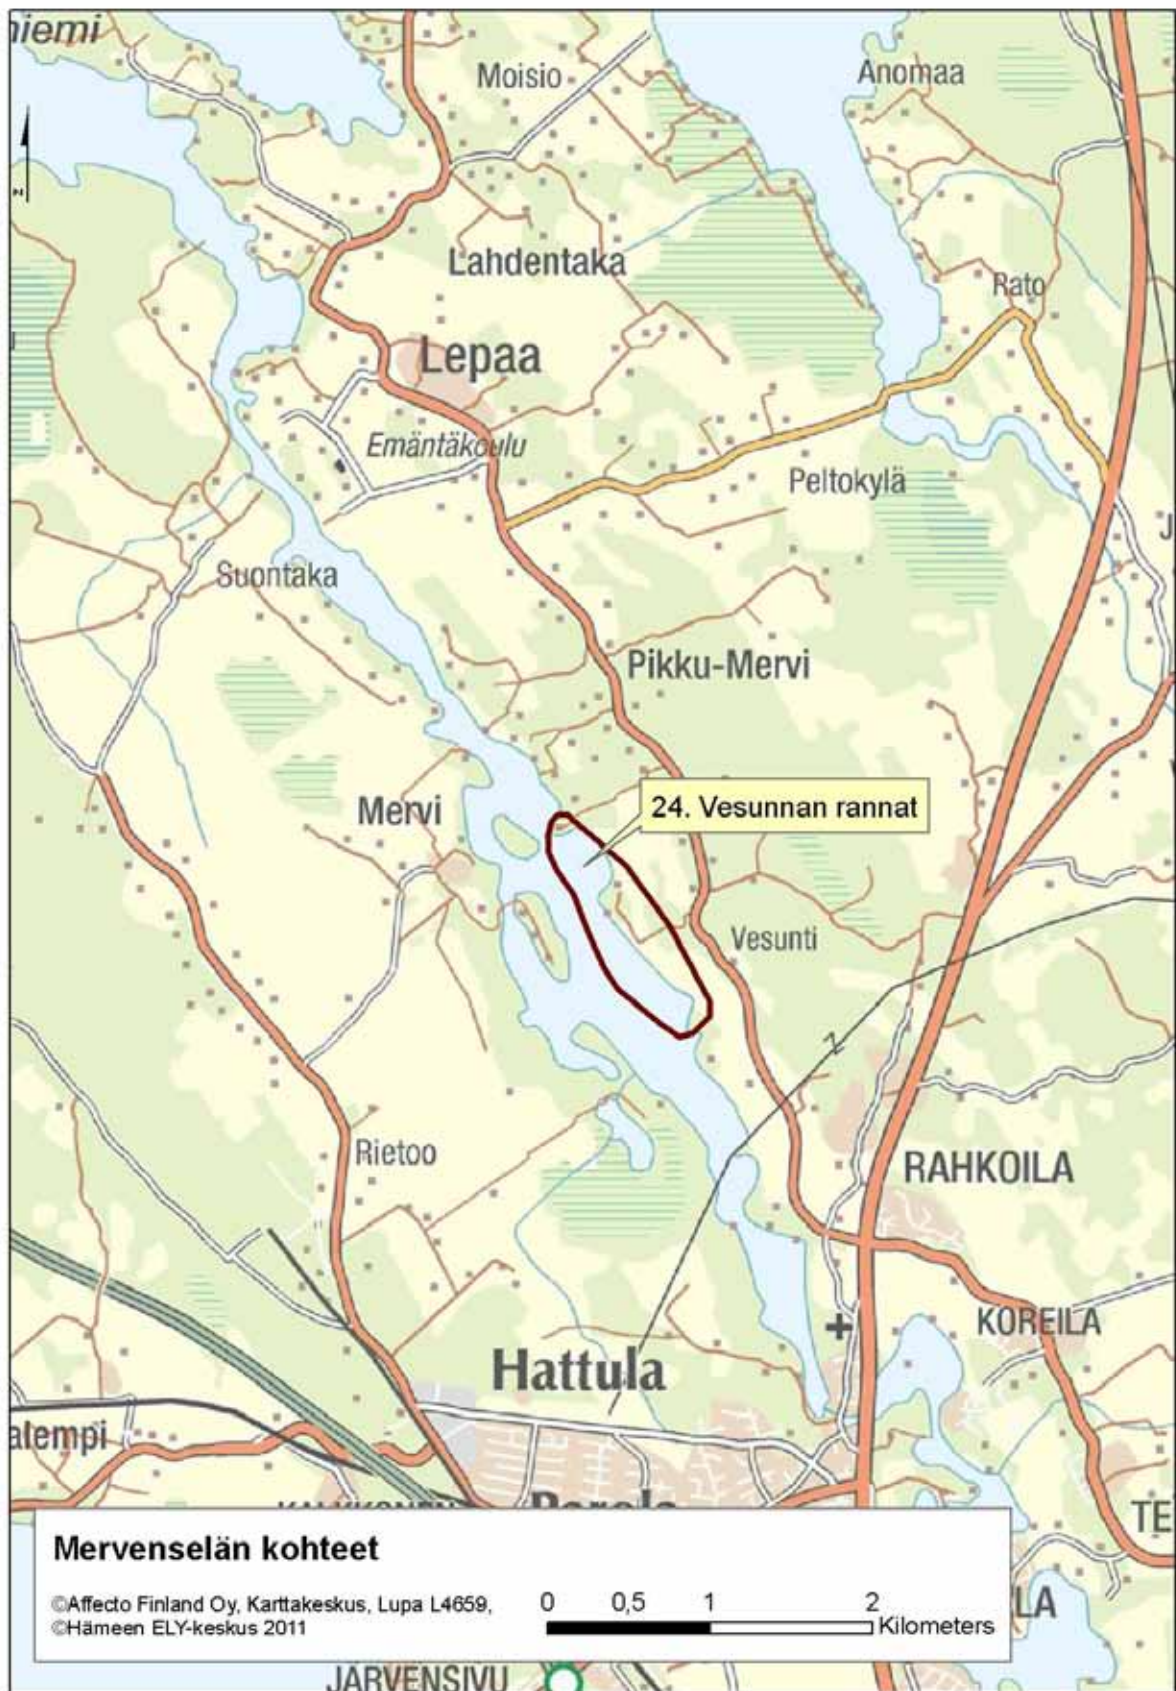 niemi
Moisio
Anomaa
Lahdentaka
Rato
Lepaa
Emäntäkoulu
Peltokylä
J
Suontaka
Pikku-Mervi
24. Vesunnan rannat
Mervi
Vesunti
Z
Rietoo
RAHKOILA
KOREILA
Hattula
alempi
Parola
TE
Mervenselän kohteet
©Affecto Finland Oy, Karttakeskus, Lupa L4659,
©Hämeen ELY-keskus 2011
0 0,5 1 2
Kilometers
LA
JÄRVENSIVU